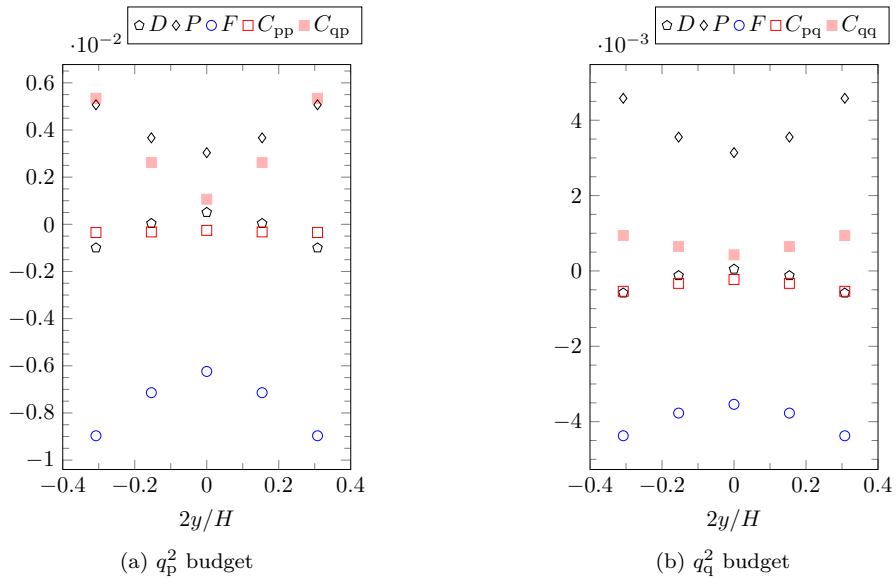 D P F C_pp C_qp
·10^−2
0.6
0.4
0.2
0
−0.2
−0.4
−0.6
−0.8
−1
−0.4 −0.2 0 0.2 0.4
2y/H
(a) q_p^2 budget
D P F C_pq C_qq
·10^−3
4
2
0
−2
−4
−0.4 −0.2 0 0.2 0.4
2y/H
(b) q_q^2 budget